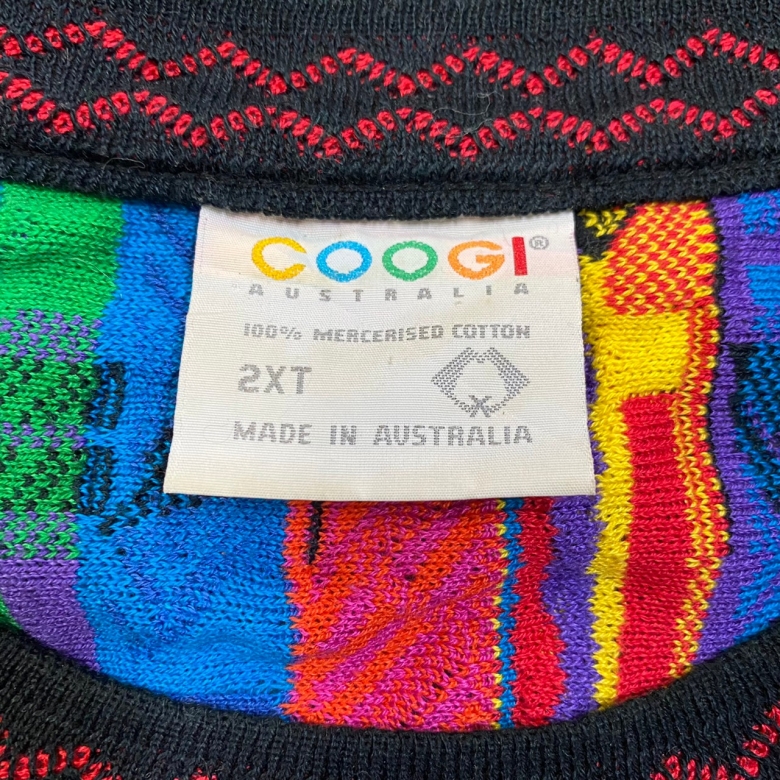 COOGI®
AUSTRALIA
100% MERCERISED COTTON
2XT
MADE IN AUSTRALIA